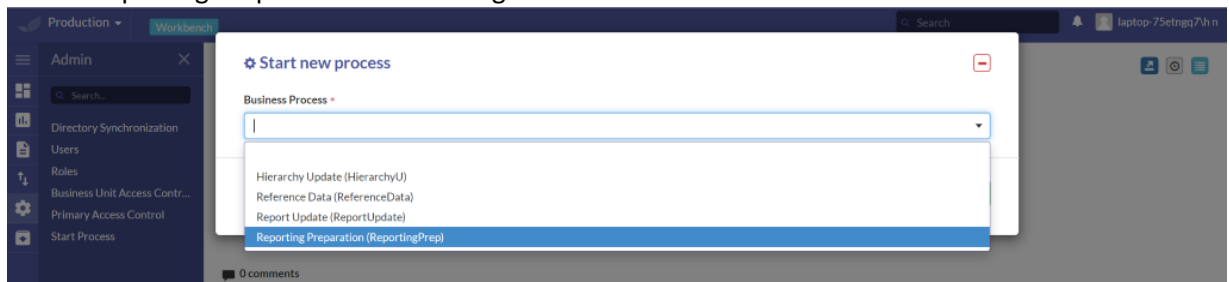 Production
Workbench
Search
laptop-75etngq7\h n
Admin
Search...
Directory Synchronization
Users
Roles
Business Unit Access Contr...
Primary Access Control
Start Process
Start new process
Business Process *
Hierarchy Update (HierarchyU)
Reference Data (ReferenceData)
Report Update (ReportUpdate)
Reporting Preparation (ReportingPrep)
0 comments